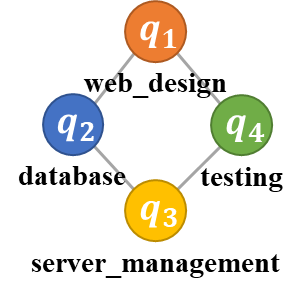 q1
web_design
q2
q4
database
testing
q3
server_management